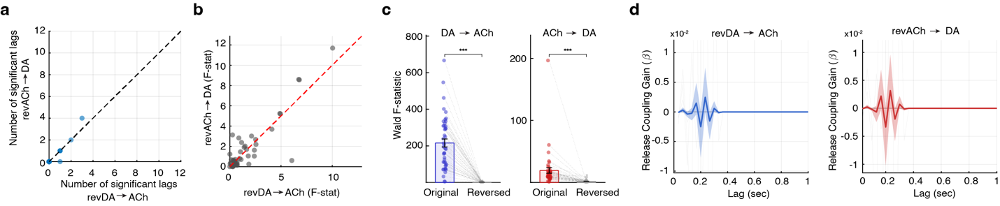 a
Number of significant lags
revACh → DA
12
10
8
6
4
2
0
0 2 4 6 8 10 12
Number of significant lags
revDA → ACh
b
revACh → DA (F-stat)
12
10
8
6
4
2
0
0 5 10
revDA → ACh (F-stat)
c
DA → ACh
Wald F-statistic
800
600
400
200
***
Original Reversed
ACh → DA
200
100
***
Original Reversed
d
revDA → ACh
x10-2
Release Coupling Gain (β)
1
0.5
0
-0.5
-1
0 0.2 0.4 0.6 0.8 1
Lag (sec)
revACh → DA
x10-2
Release Coupling Gain (β)
1
0.5
0
-0.5
-1
0 0.2 0.4 0.6 0.8 1
Lag (sec)